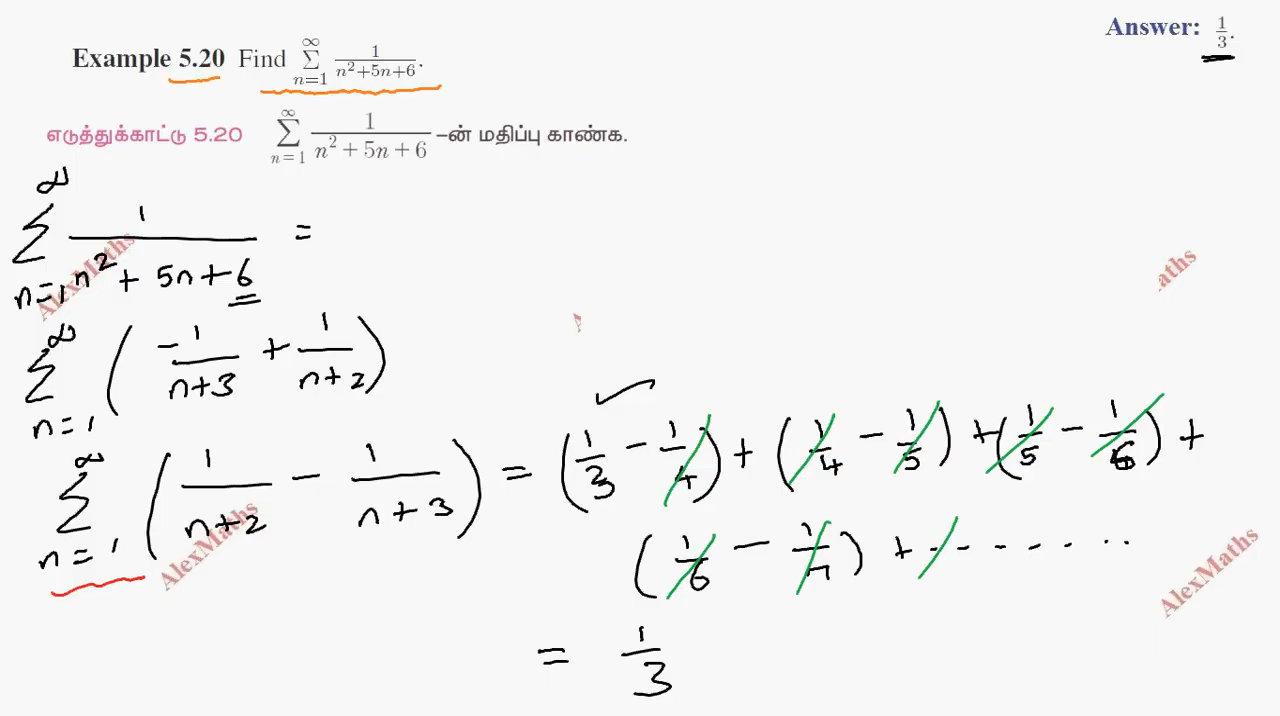 Answer: 1/3.
Example 5.20 Find ∞ Σ n=1 1/(n²+5n+6).
எடுத்துக்காட்டு 5.20 ∞ Σ n=1 1/(n² + 5n + 6) –ன் மதிப்பு காண்க.
∞ Σ n=1 1/(n² + 5n + 6) =
∞ Σ n=1 (-1/(n+3) + 1/(n+2))
∞ Σ n=1 (1/(n+2) − 1/(n+3)) = (1/3 − 1/4) + (1/4 − 1/5) + (1/5 − 1/6) +
(1/6 − 1/7) + - - - - - - ..
= 1/3
AlexMaths
aths
AlexMaths
AlexMaths